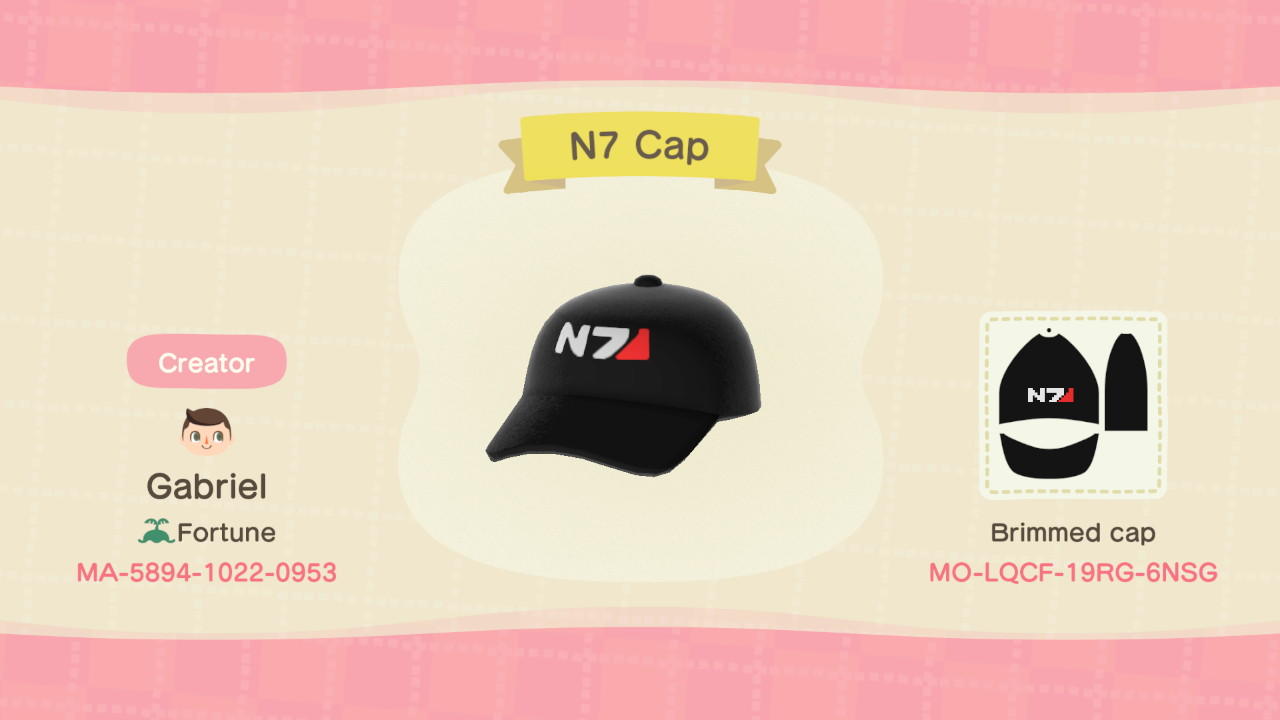 N7 Cap
N7
Creator
Gabriel
Fortune
MA-5894-1022-0953
N7
Brimmed cap
MO-LQCF-19RG-6NSG